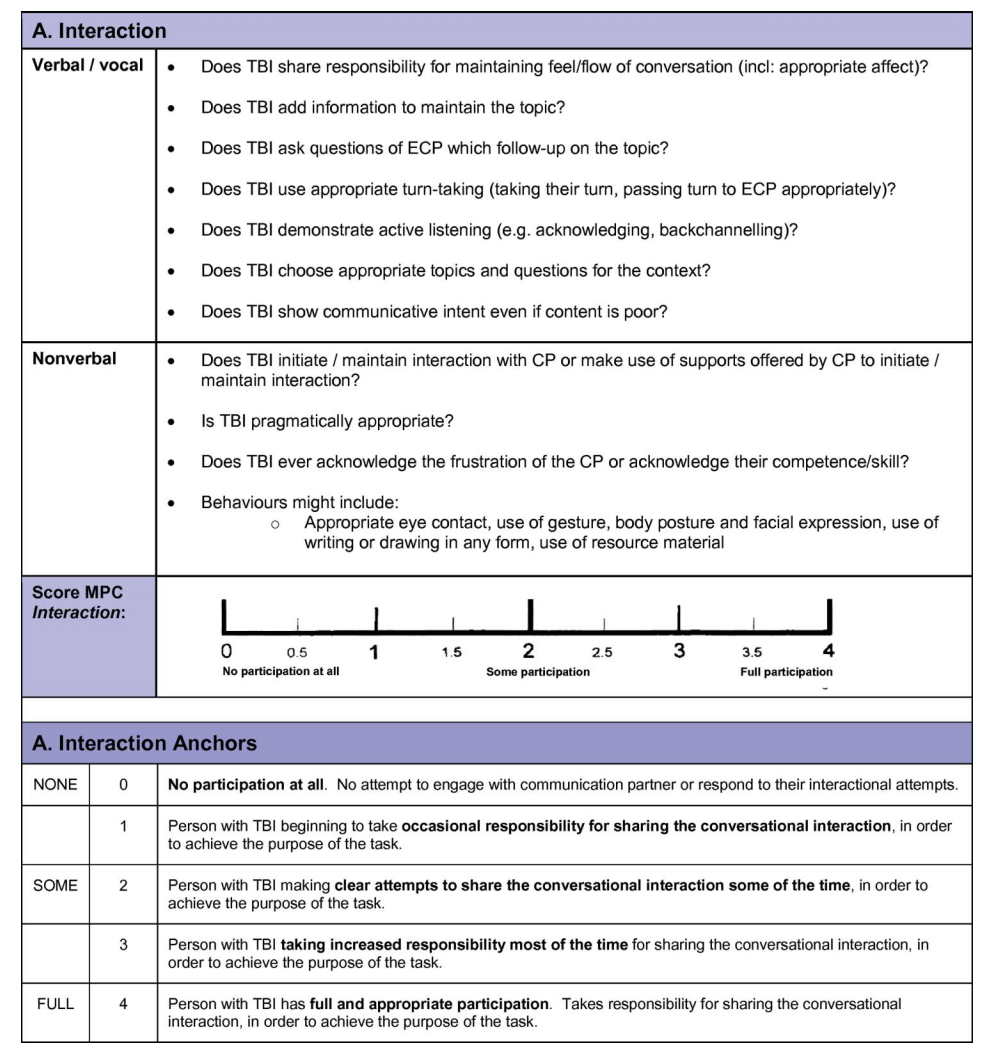 A. Interaction
Verbal / vocal
• Does TBI share responsibility for maintaining feel/flow of conversation (incl: appropriate affect)?
• Does TBI add information to maintain the topic?
• Does TBI ask questions of ECP which follow-up on the topic?
• Does TBI use appropriate turn-taking (taking their turn, passing turn to ECP appropriately)?
• Does TBI demonstrate active listening (e.g. acknowledging, backchannelling)?
• Does TBI choose appropriate topics and questions for the context?
• Does TBI show communicative intent even if content is poor?
Nonverbal
• Does TBI initiate / maintain interaction with CP or make use of supports offered by CP to initiate /
maintain interaction?
• Is TBI pragmatically appropriate?
• Does TBI ever acknowledge the frustration of the CP or acknowledge their competence/skill?
• Behaviours might include:
o Appropriate eye contact, use of gesture, body posture and facial expression, use of
writing or drawing in any form, use of resource material
Score MPC
Interaction:
0 0.5 1 1.5 2 2.5 3 3.5 4
No participation at all Some participation Full participation
A. Interaction Anchors
NONE 0 No participation at all. No attempt to engage with communication partner or respond to their interactional attempts.
1 Person with TBI beginning to take occasional responsibility for sharing the conversational interaction, in order
to achieve the purpose of the task.
SOME 2 Person with TBI making clear attempts to share the conversational interaction some of the time, in order to
achieve the purpose of the task.
3 Person with TBI taking increased responsibility most of the time for sharing the conversational interaction, in
order to achieve the purpose of the task.
FULL 4 Person with TBI has full and appropriate participation. Takes responsibility for sharing the conversational
interaction, in order to achieve the purpose of the task.